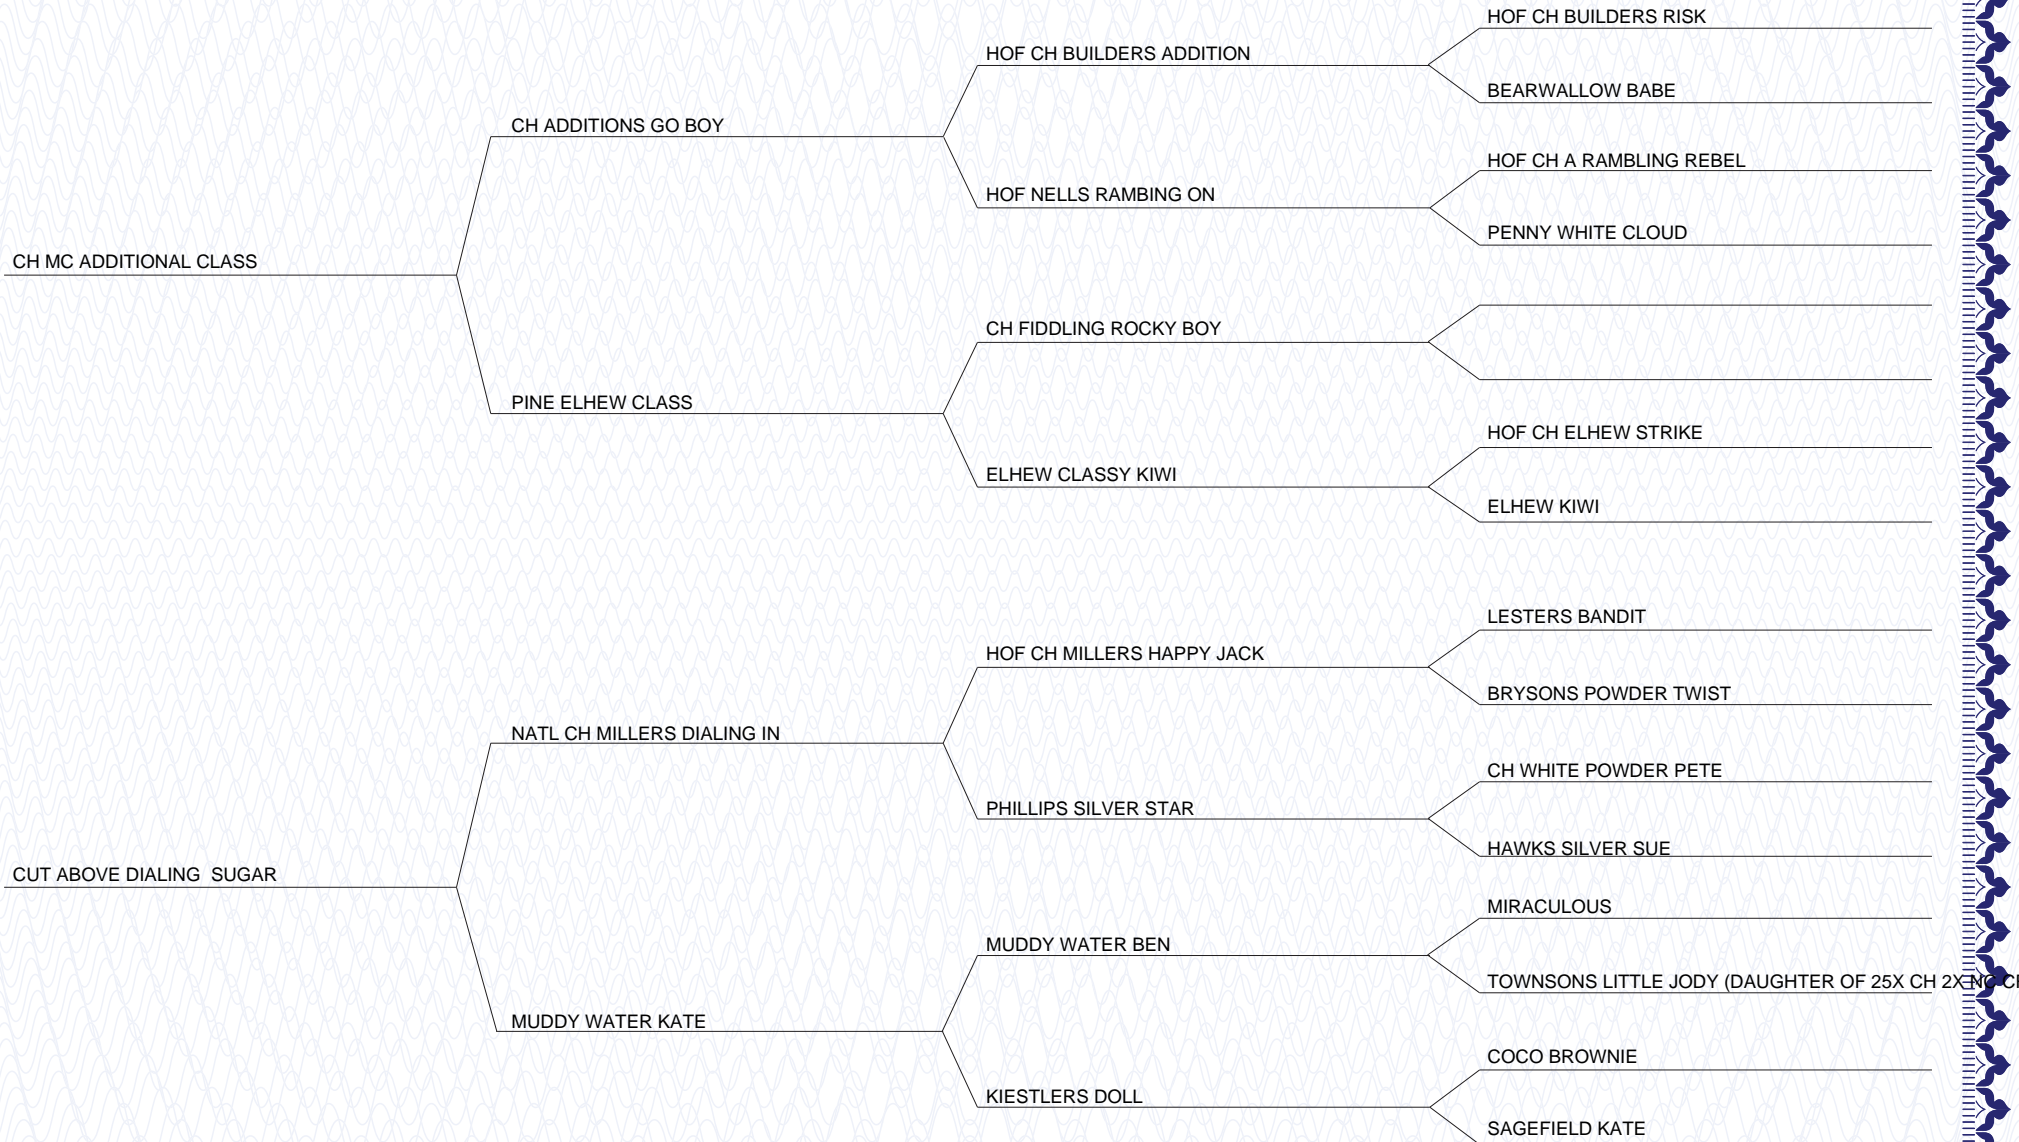 HOF CH BUILDERS RISK
HOF CH BUILDERS ADDITION
BEARWALLOW BABE
CH ADDITIONS GO BOY
HOF CH A RAMBLING REBEL
HOF NELLS RAMBING ON
PENNY WHITE CLOUD
CH MC ADDITIONAL CLASS
CH FIDDLING ROCKY BOY
PINE ELHEW CLASS
HOF CH ELHEW STRIKE
ELHEW CLASSY KIWI
ELHEW KIWI
LESTERS BANDIT
HOF CH MILLERS HAPPY JACK
BRYSONS POWDER TWIST
NATL CH MILLERS DIALING IN
CH WHITE POWDER PETE
PHILLIPS SILVER STAR
HAWKS SILVER SUE
CUT ABOVE DIALING  SUGAR
MIRACULOUS
MUDDY WATER BEN
TOWNSONS LITTLE JODY (DAUGHTER OF 25X CH 2X NC
MUDDY WATER KATE
COCO BROWNIE
KIESTLERS DOLL
SAGEFIELD KATE